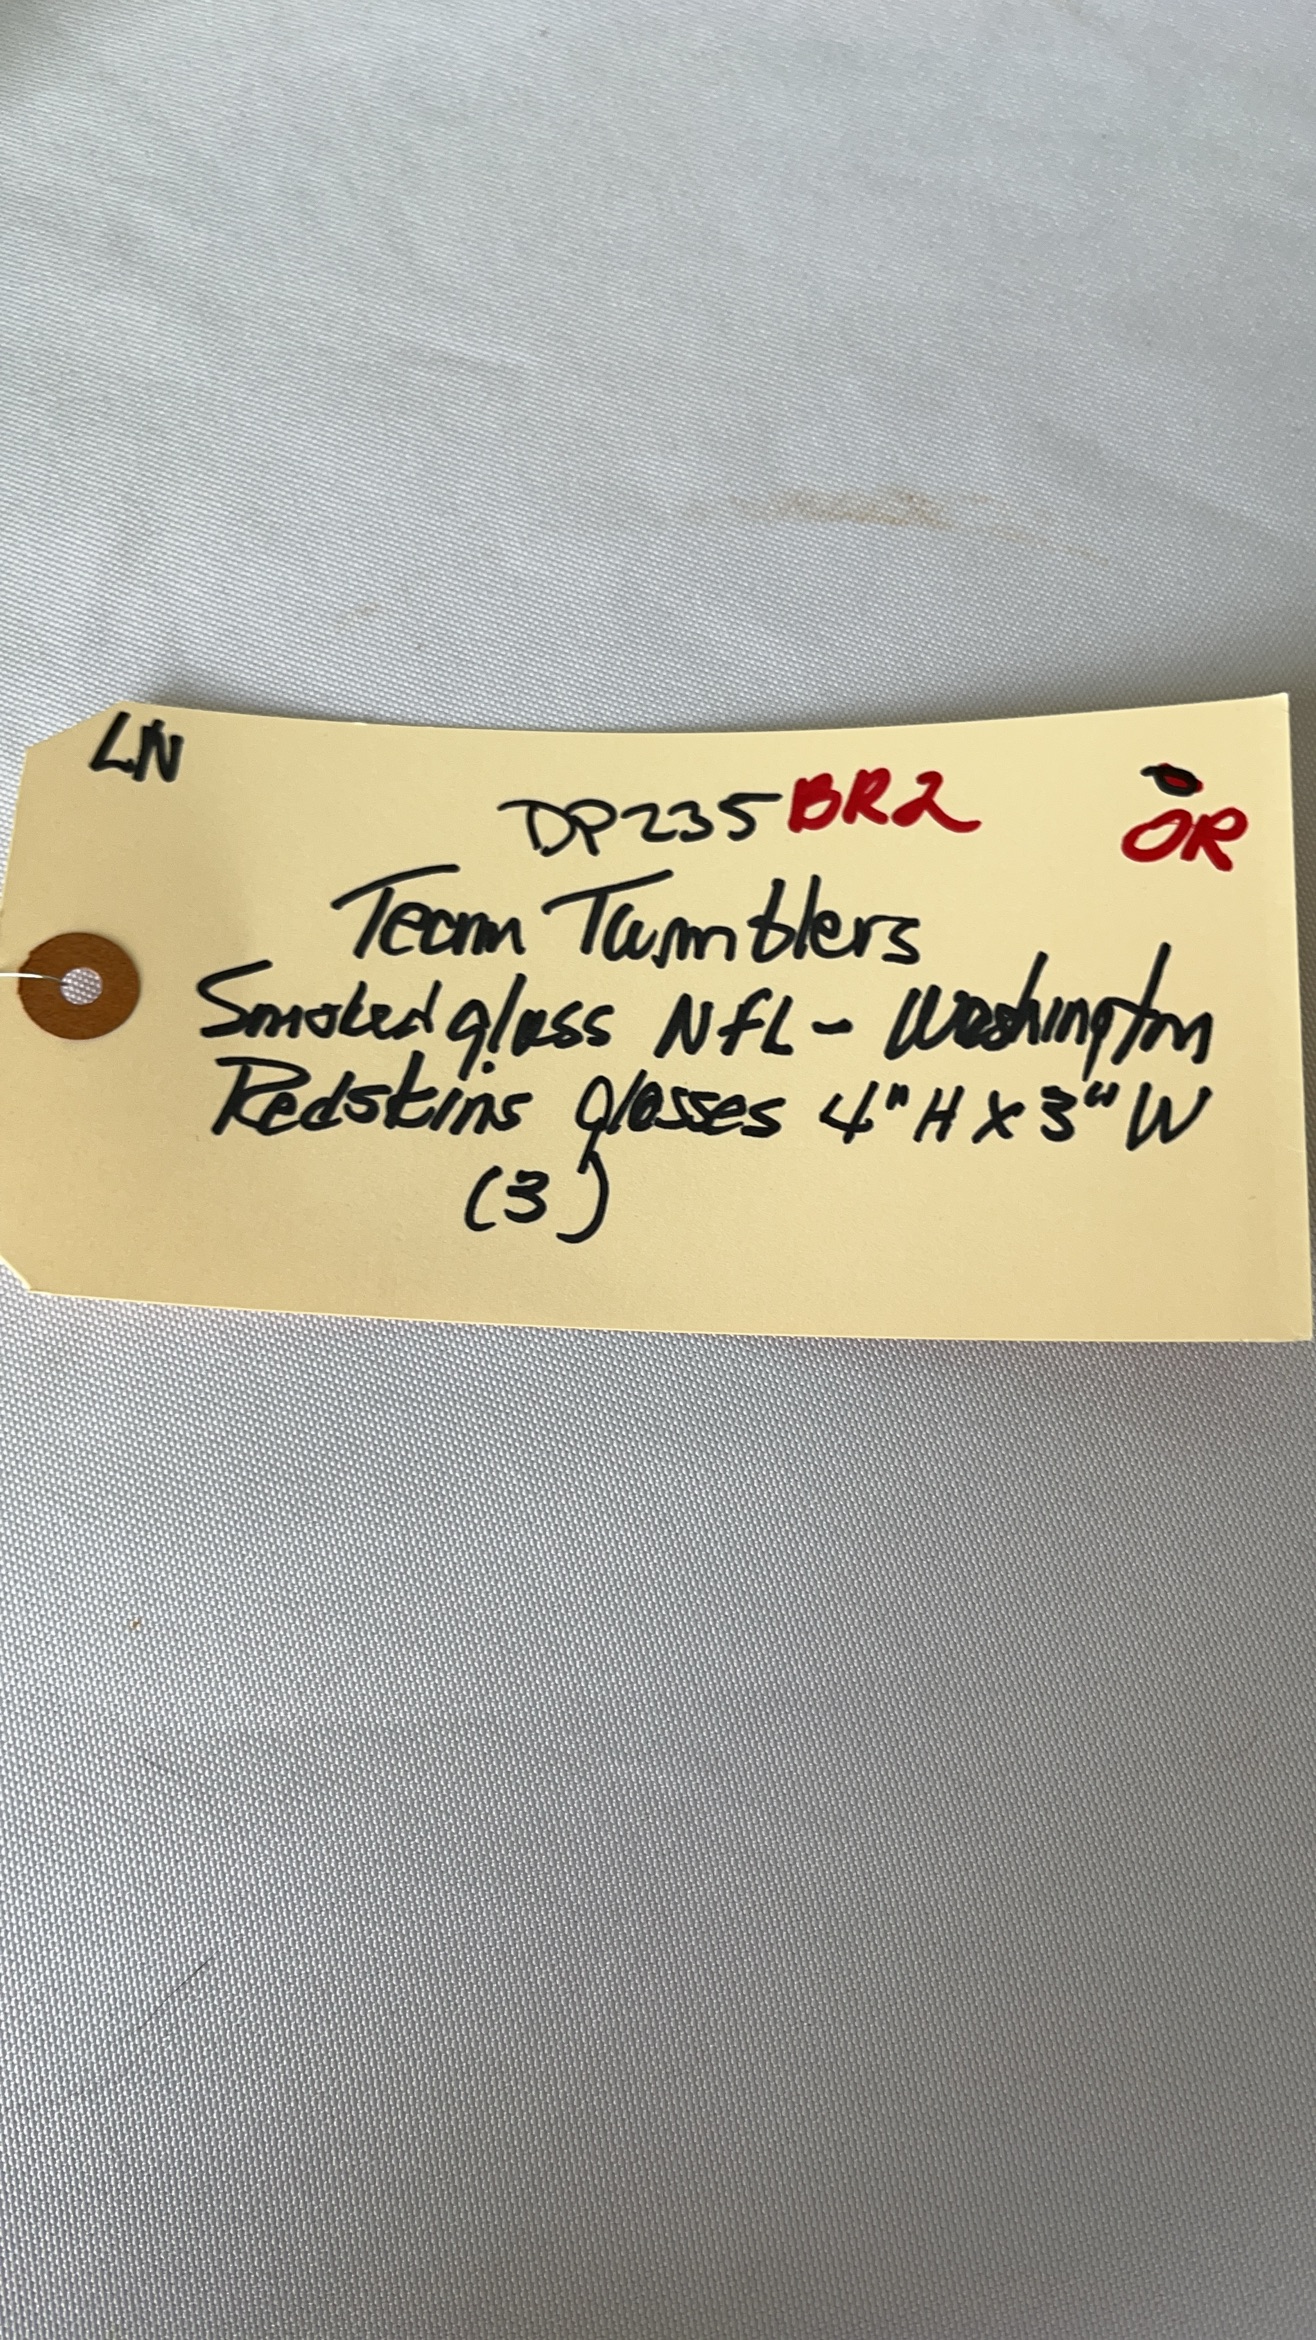 LN
DP235 BR2
OR
Team Tumblers
Smoked glass NFL - Washington
Redskins glasses 4" H x 3" W
(3)